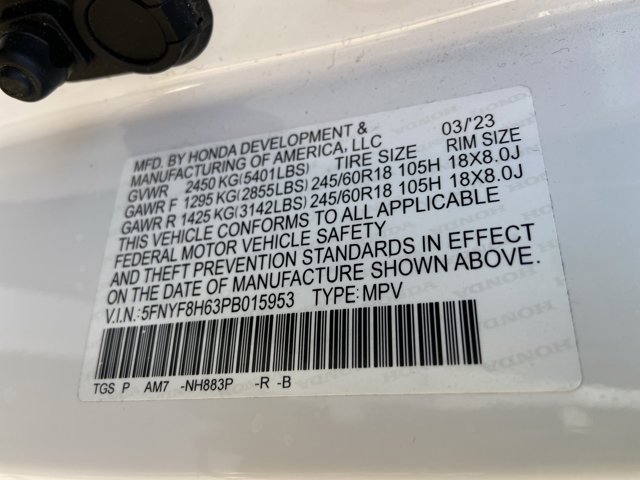 MFD. BY HONDA DEVELOPMENT & 03/'23
MANUFACTURING OF AMERICA, LLC RIM SIZE
GVWR 2450 KG(5401LBS) TIRE SIZE
GAWR F 1295 KG(2855LBS) 245/60R18 105H 18X8.0J
GAWR R 1425 KG(3142LBS) 245/60R18 105H 18X8.0J
THIS VEHICLE CONFORMS TO ALL APPLICABLE
FEDERAL MOTOR VEHICLE SAFETY
AND THEFT PREVENTION STANDARDS IN EFFECT
ON THE DATE OF MANUFACTURE SHOWN ABOVE.
V.I.N.: 5FNYF8H63PB015953 TYPE: MPV
TGS P AM7 -NH883P -R -B